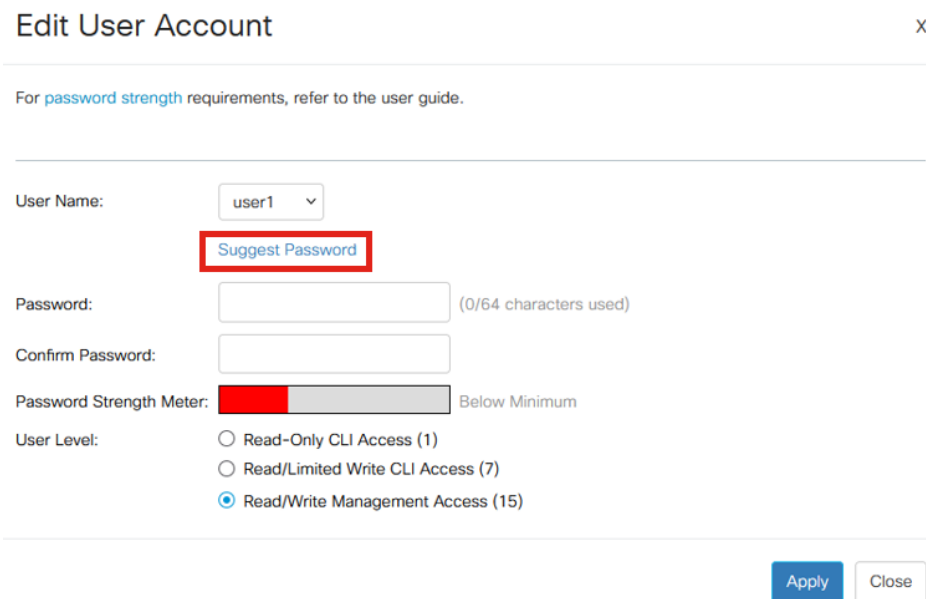 Edit User Account
X
For password strength requirements, refer to the user guide.
User Name:
user1
Suggest Password
Password:
(0/64 characters used)
Confirm Password:
Password Strength Meter:
Below Minimum
User Level:
Read-Only CLI Access (1)
Read/Limited Write CLI Access (7)
Read/Write Management Access (15)
Apply
Close